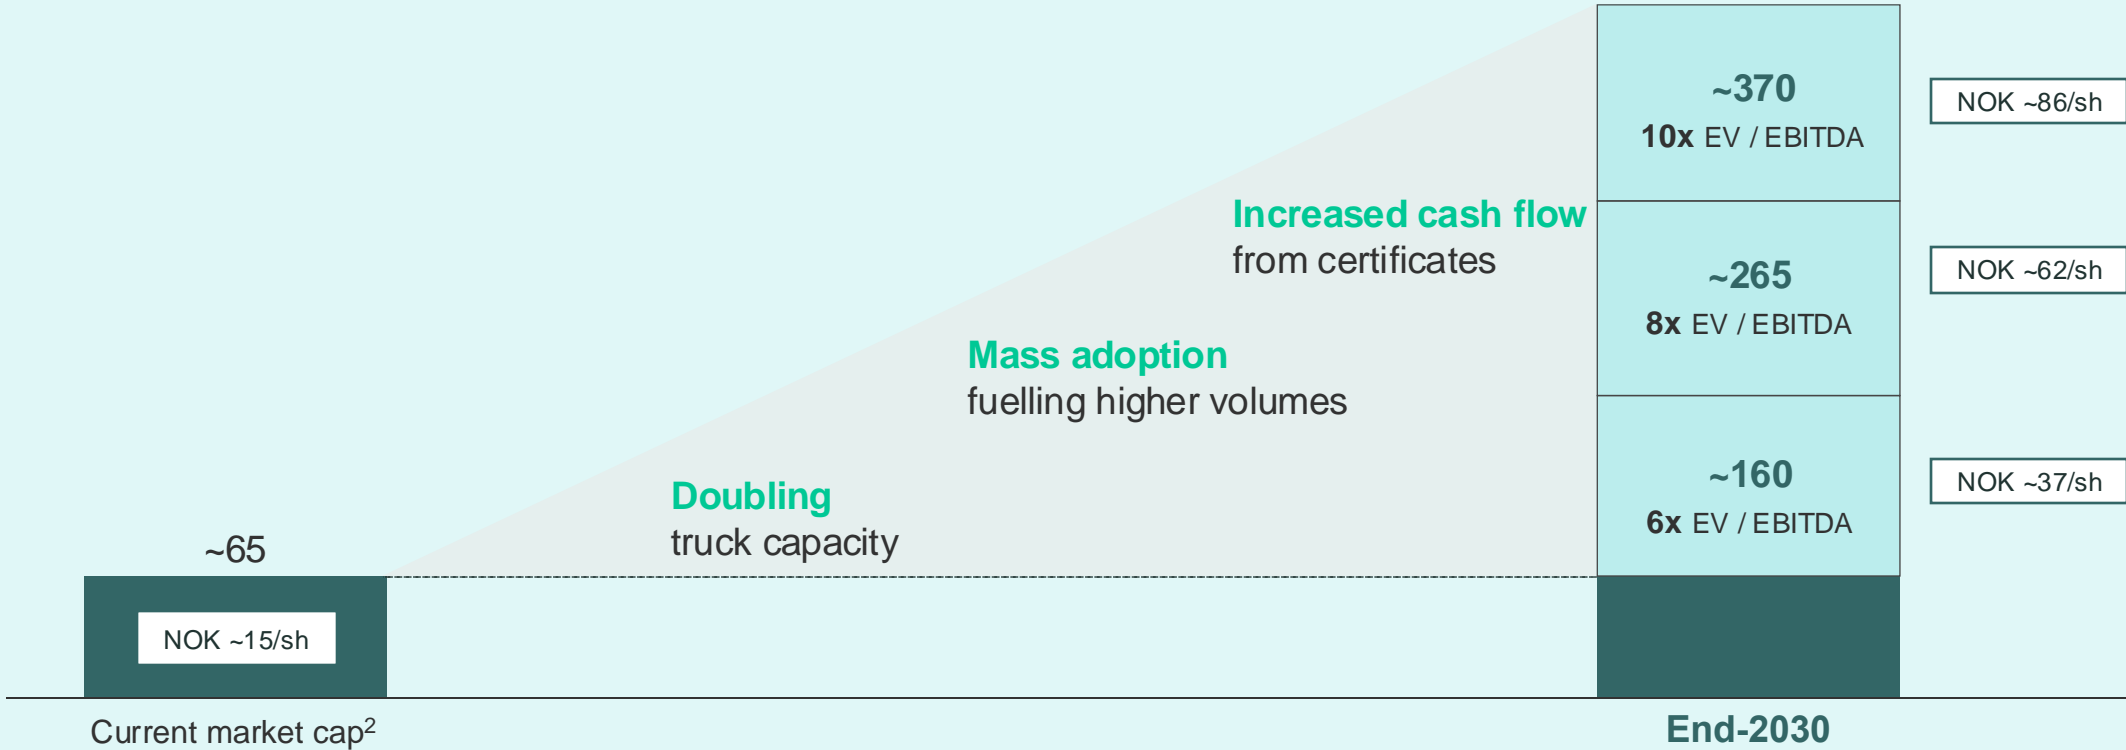 ~370
10x EV / EBITDA
NOK ~86/sh
Increased cash flow
from certificates
~265
8x EV / EBITDA
NOK ~62/sh
Mass adoption
fuelling higher volumes
~160
6x EV / EBITDA
NOK ~37/sh
Doubling
truck capacity
~65
NOK ~15/sh
Current market cap²
End-2030